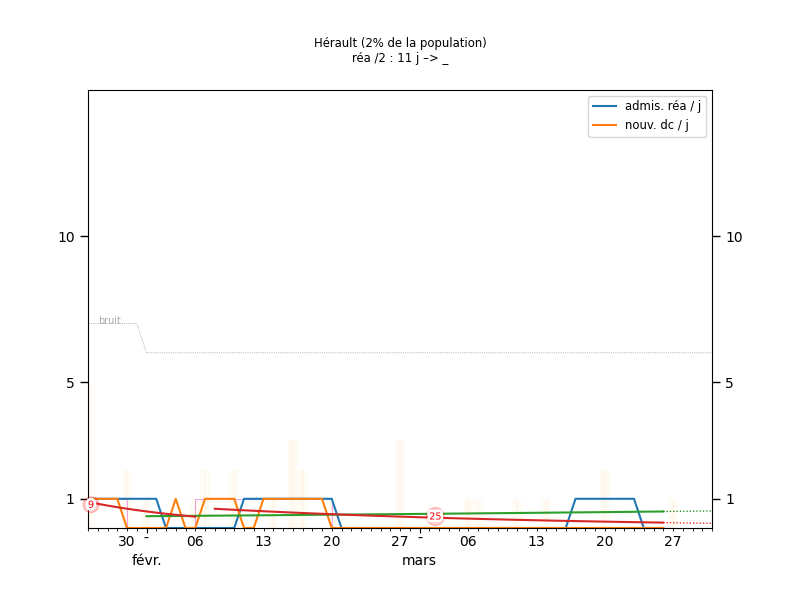 Hérault (2% de la population)
réa /2 : 11 j –> _
admis. réa / j
nouv. dc / j
10 10
bruit
5 5
1 1
9
25
30 - 06 13 20 27 - 06 13 20 27
févr. mars